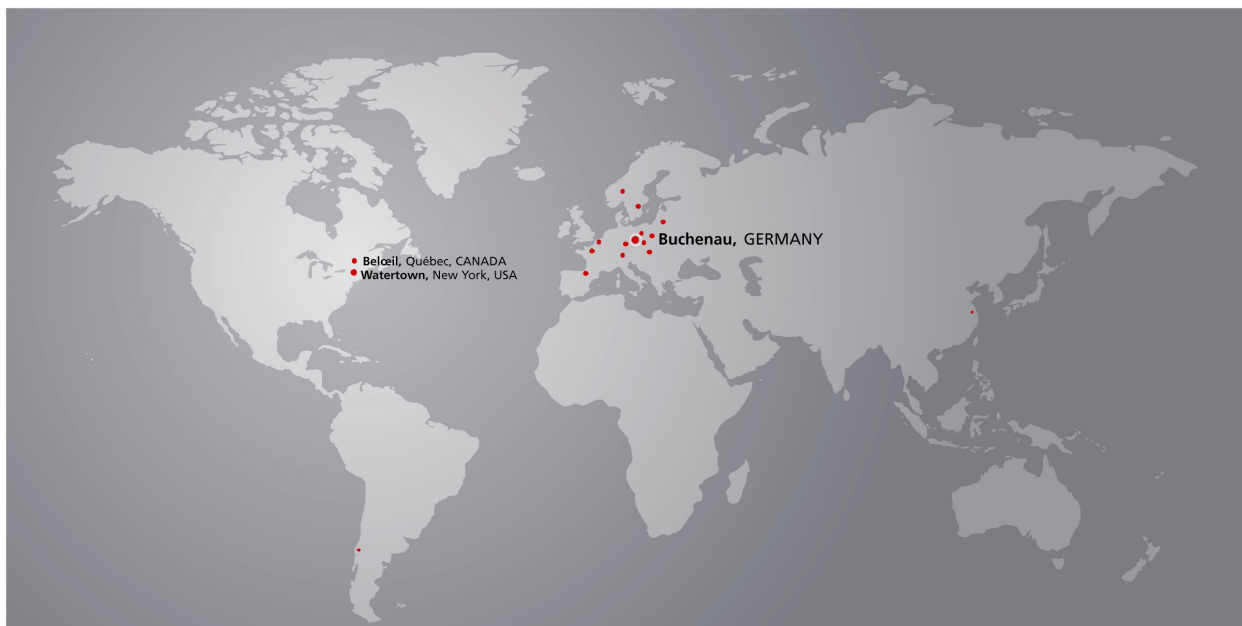 Buchenau, GERMANY
Belœil, Québec, CANADA
Watertown, New York, USA